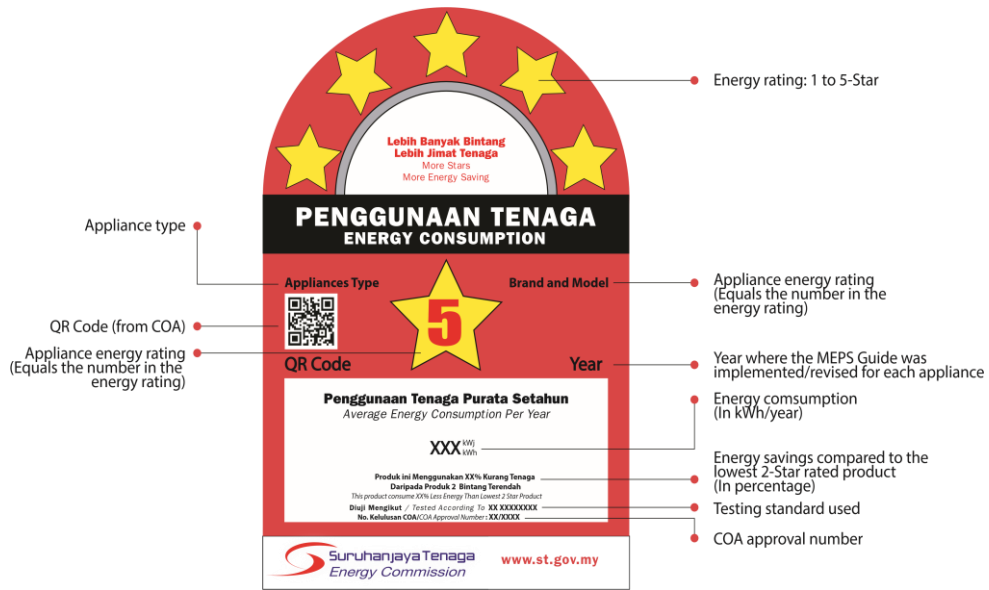 Energy rating: 1 to 5-Star
Lebih Banyak Bintang
Lebih Jimat Tenaga
More Stars
More Energy Saving
PENGGUNAAN TENAGA
ENERGY CONSUMPTION
Appliance type
Appliances Type
Brand and Model
Appliance energy rating
(Equals the number in the
energy rating)
5
QR Code (from COA)
Appliance energy rating
(Equals the number in the
energy rating)
QR Code
Year
Year where the MEPS Guide was
implemented/revised for each appliance
Penggunaan Tenaga Purata Setahun
Average Energy Consumption Per Year
Energy comsumption
(In kWh/year)
XXX kWj
kWh
Energy savings compared to the
lowest 2-Star rated product
(In percentage)
Produk ini Menggunakan XX% Kurang Tenaga
Daripada Produk 2 Bintang Terendah
This product consume XX% Less Energy Than Lowest 2 Star Product
Diuji Mengikut / Tested According To XX XXXXXXXX
Testing standard used
No. Kelulusan COA/COA Approval Number: XX/XXXX
COA approval number
Suruhanjaya Tenaga
Energy Commission
www.st.gov.my